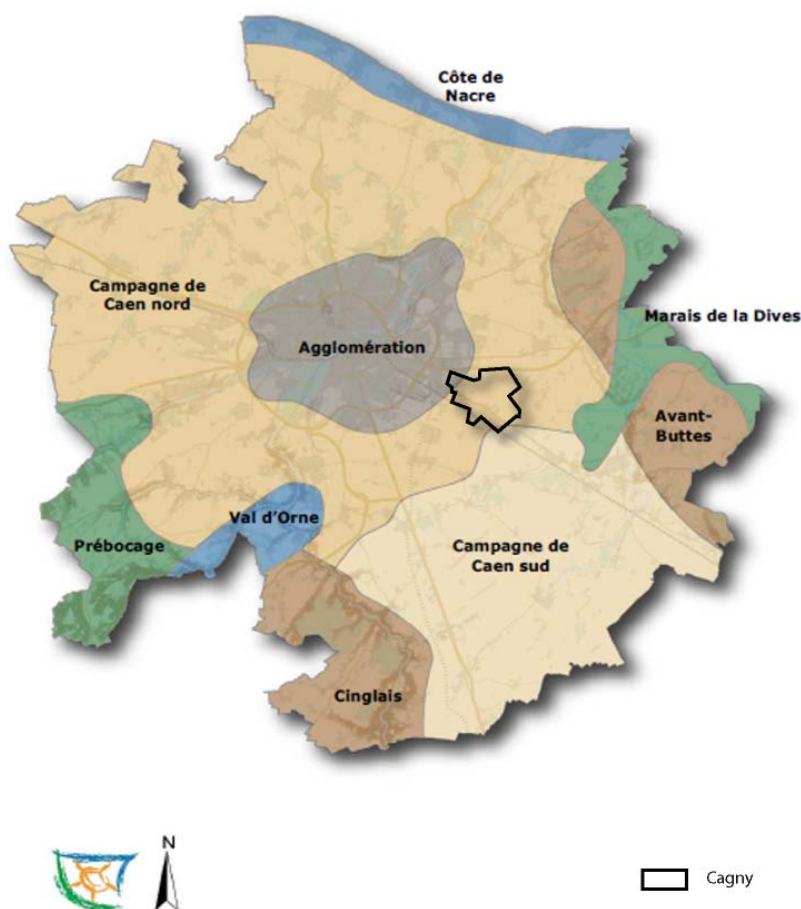 Côte de
Nacre
Campagne de
Caen nord
Marais de la Dives
Agglomération
Avant-
Buttes
Val d'Orne
Prébocage
Campagne de
Caen sud
Cinglais
N
Cagny